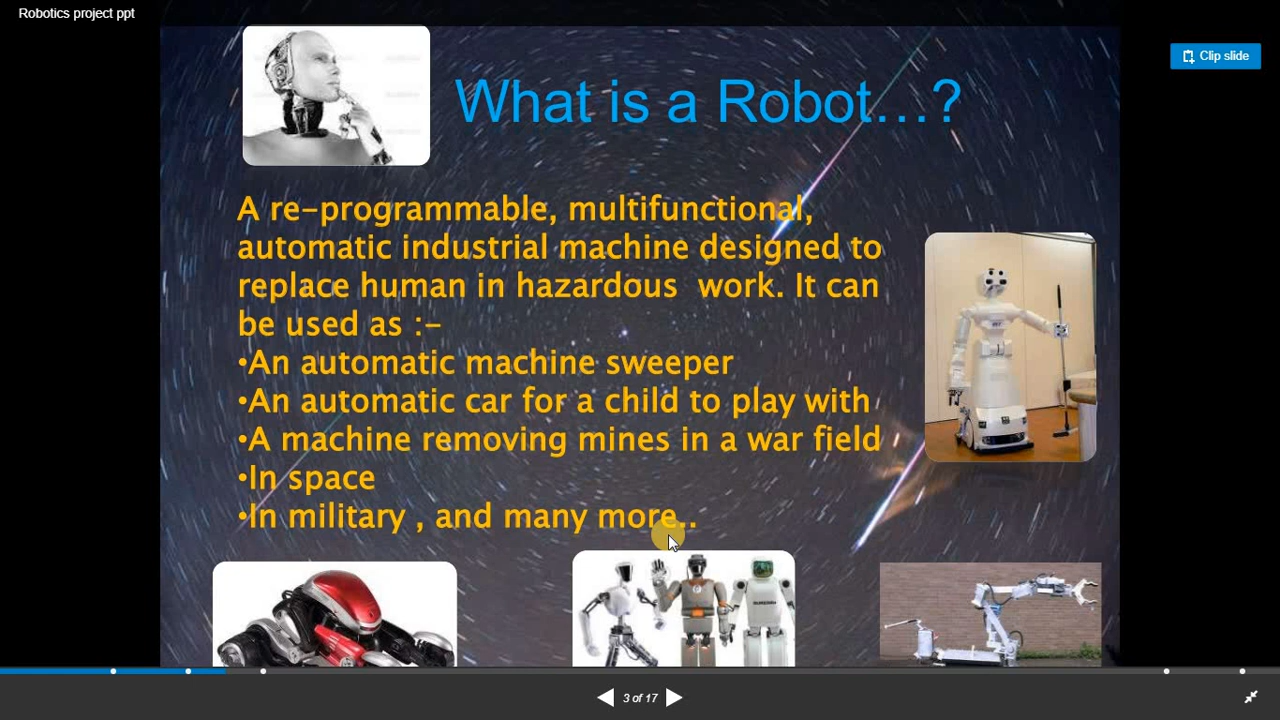 Robotics project ppt
Clip slide
What is a Robot...?
A re-programmable, multifunctional,
automatic industrial machine designed to
replace human in hazardous  work. It can
be used as :-
•An automatic machine sweeper
•An automatic car for a child to play with
•A machine removing mines in a war field
•In space
•In military , and many more..
3 of 17